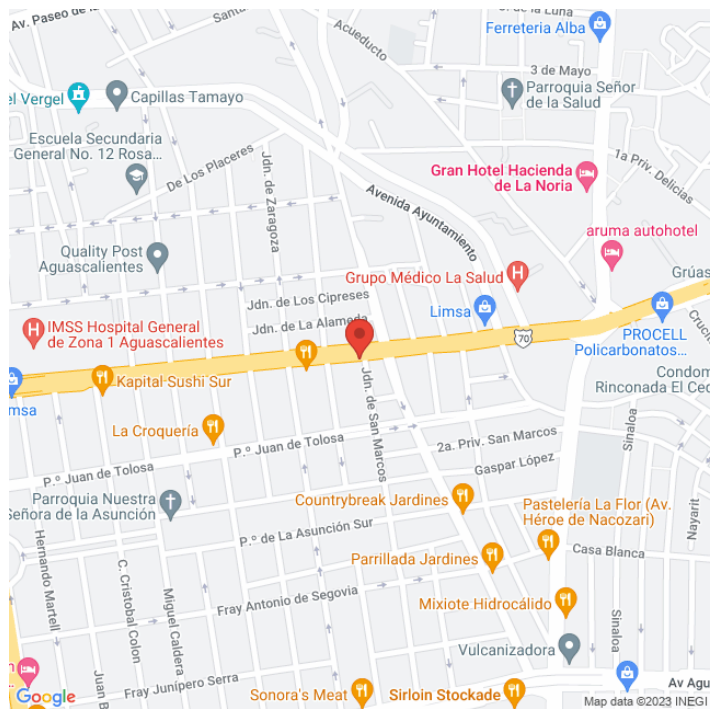 Av. Paseo de la...
Santa
Acueducto
de la Luna
Ferreteria Alba
3 de Mayo
el Vergel
Capillas Tamayo
Parroquia Señor
de la Salud
Escuela Secundaria
General No. 12 Rosa...
De Los Placeres
Jdn. de Zaragoza
1a Priv. Delicias
Gran Hotel Hacienda
de La Noria
Avenida Ayuntamiento
aruma autohotel
Quality Post
Aguascalientes
Grupo Médico La Salud
Grúas
Jdn. de Los Cipreses
Limsa
Jdn. de La Alameda
IMSS Hospital General
de Zona 1 Aguascalientes
70
PROCELL
Policarbonatos...
Cruc
Kapital Sushi Sur
Limsa
Jdn. de San Marcos
Condom
Rinconada El Ced
La Croquería
P.º Juan de Tolosa
2a. Priv. San Marcos
Sinaloa
P.º Juan de Tolosa
Gaspar López
Parroquia Nuestra
Señora de la Asunción
Countrybreak Jardines
Pastelería La Flor (Av.
Héroe de Nacozari)
Nayarit
P.º de La Asunción Sur
Casa Blanca
Hernando Martell
C. Cristobal Colón
Miguel Caldera
Parrillada Jardines
Fray Antonio de Segovia
Mixiote Hidrocálido
Sinaloa
Vulcanizadora
Juan B
Fray Junípero Serra
Av Agu
Google
Sonora's Meat
Sirloin Stockade
Map data ©2023 INEGI